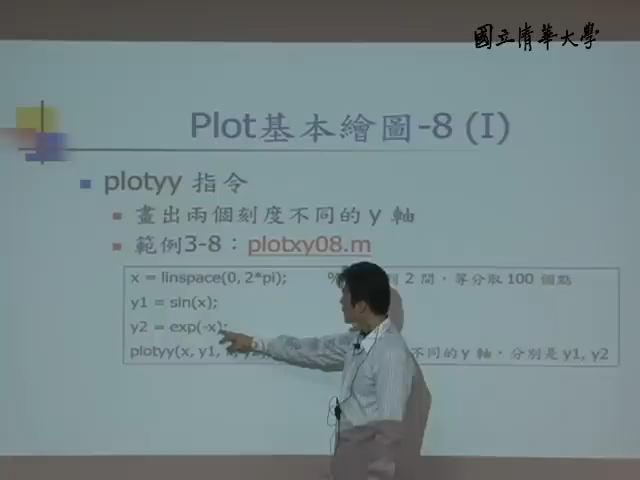 國立清華大學
Plot基本繪圖-8 (I)
plotyy 指令
畫出兩個刻度不同的 y 軸
範例3-8：plotxy08.m
x = linspace(0, 2*pi); % 2 間，等分取 100 個點
y1 = sin(x);
y2 = exp(-x);
plotyy(x, y1, 不同的y 軸，分別是 y1, y2